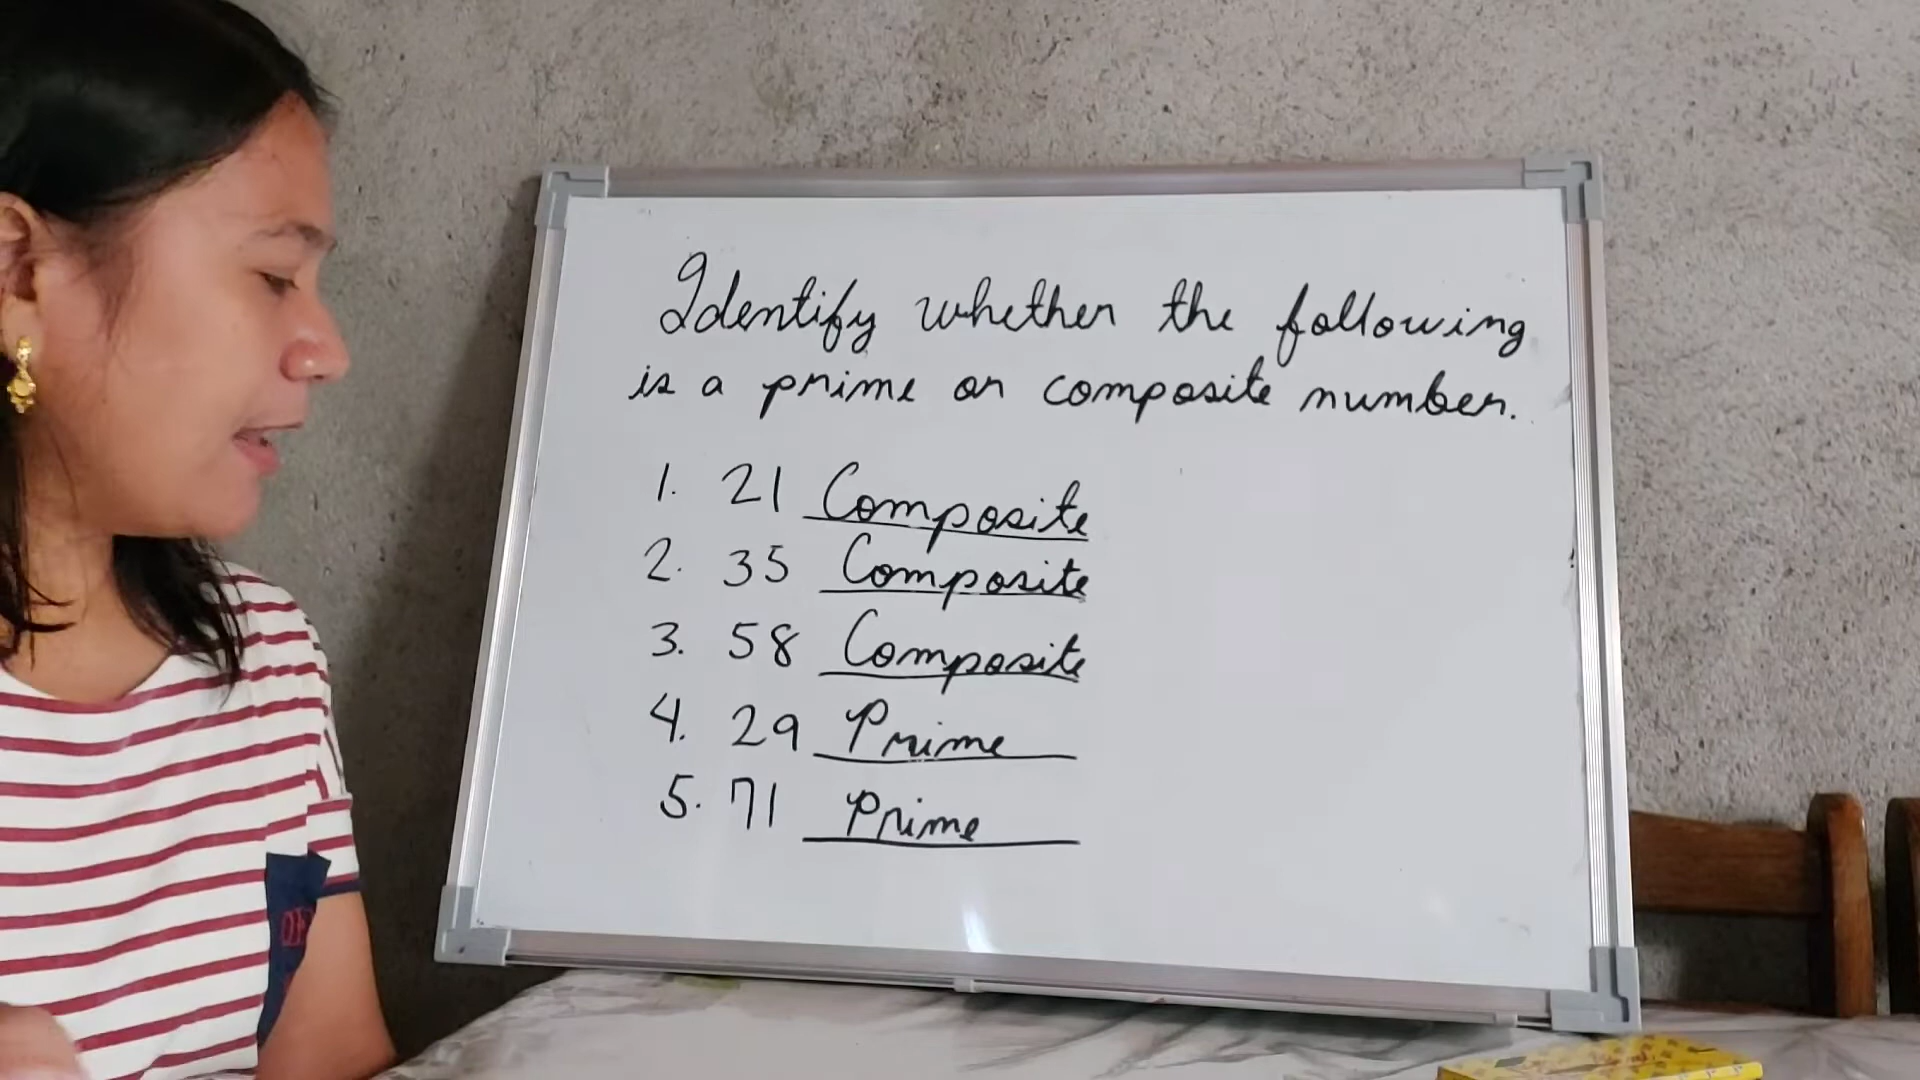 Identify whether the following
is a prime or composite number.
1. 21 Composite
2. 35 Composite
3. 58 Composite
4. 29 Prime
5. 71 Prime